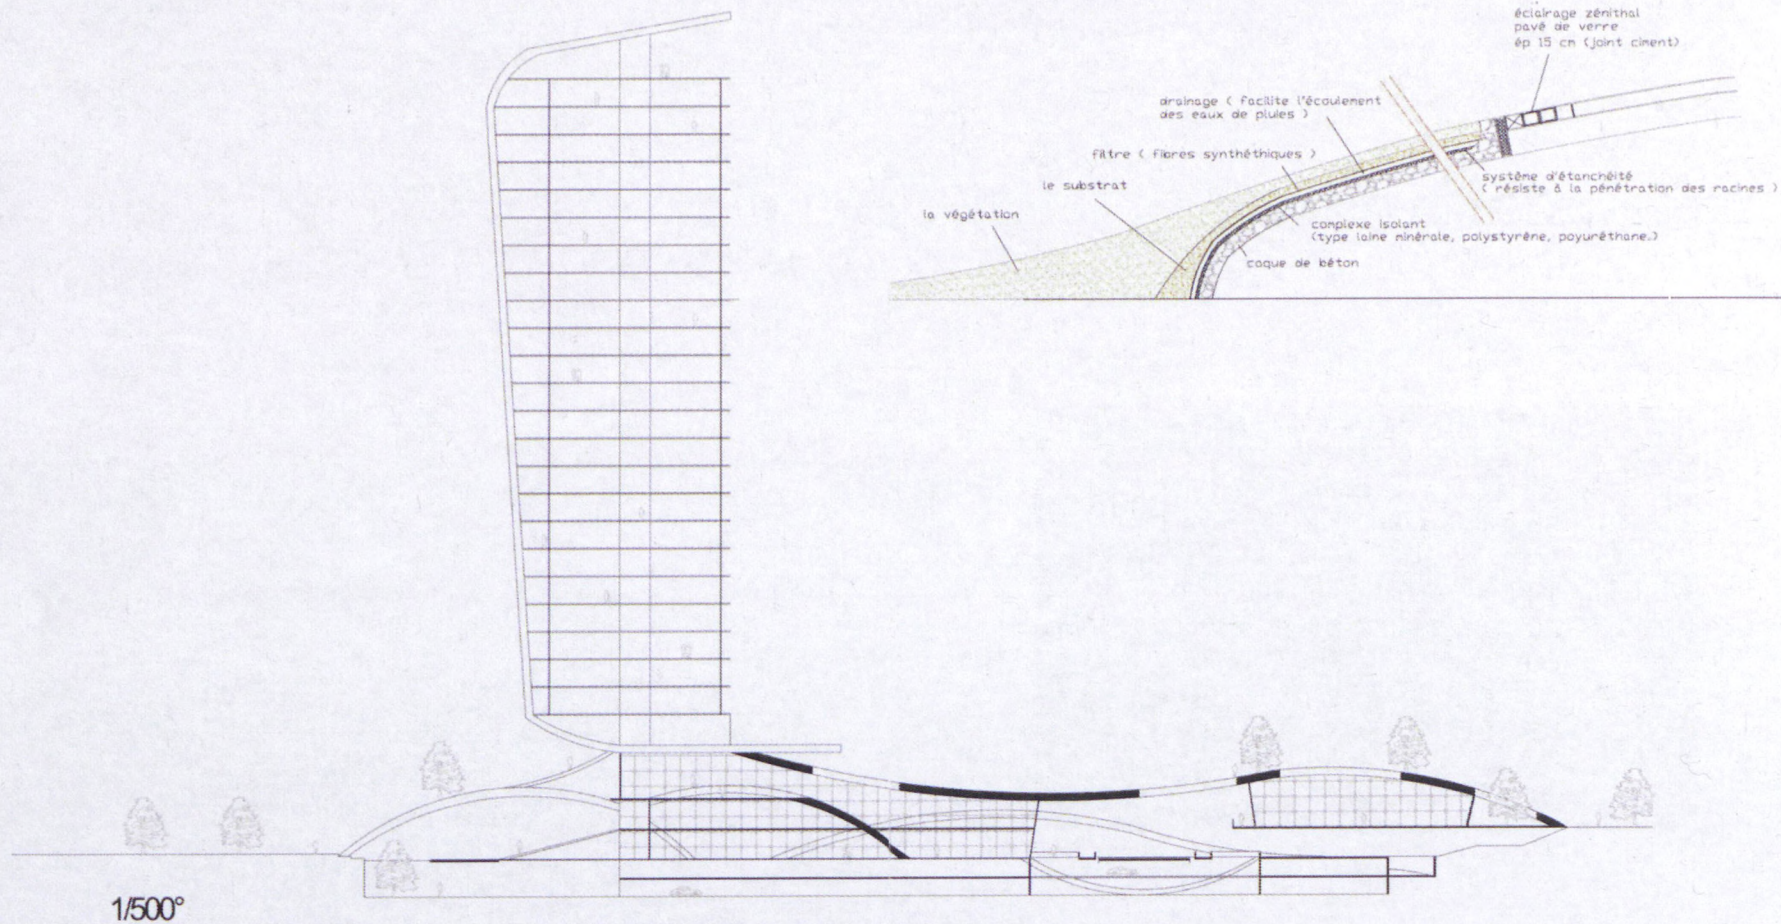 éclairage zénithal
pavé de verre
ép 15 cm (joint ciment)
drainage ( facilite l'écoulement
des eaux de pluies )
filtre ( fibres synthéthiques )
le substrat
système d'étanchéité
( résiste à la pénétration des racines )
la végétation
complexe isolant
(type laine minérale, polystyrène, poyuréthane.)
coque de béton
1/500°